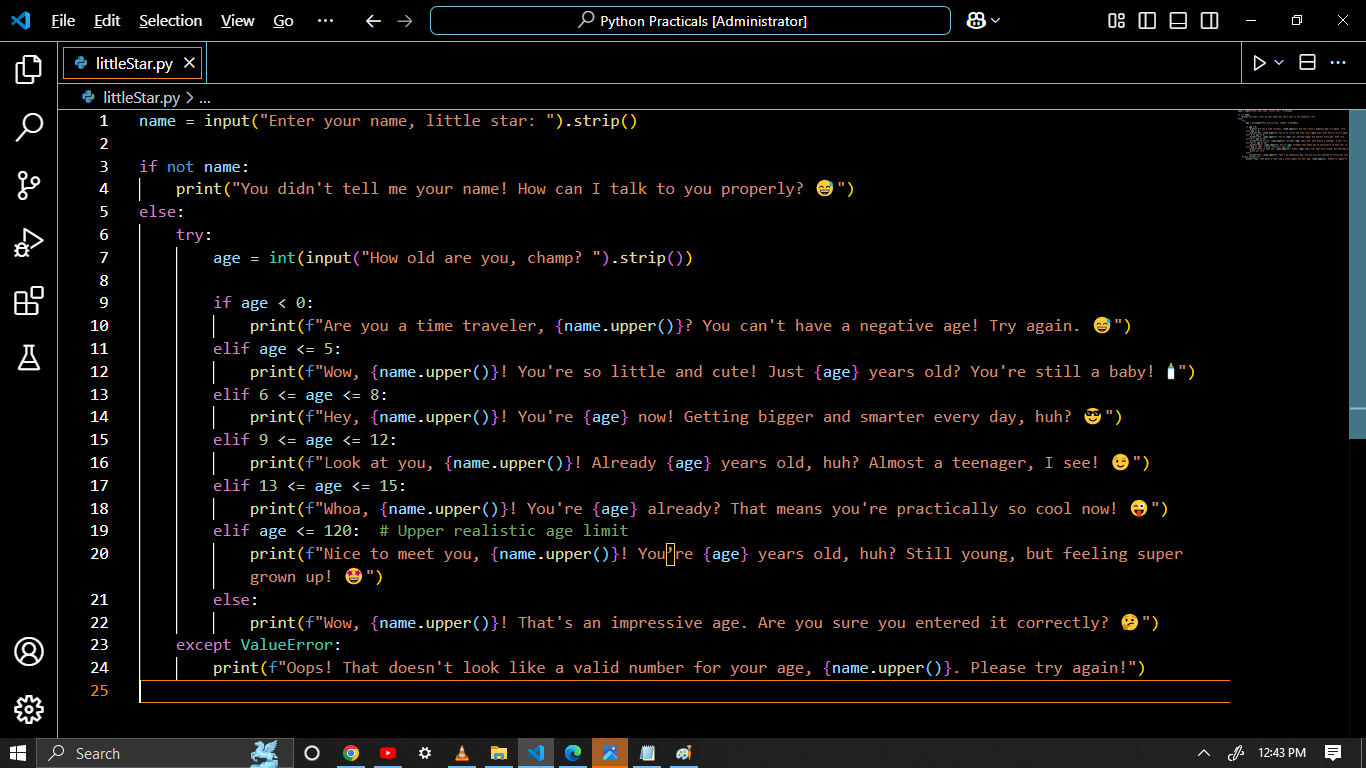 File Edit Selection View Go ... Python Practicals [Administrator]
littleStar.py
littleStar.py > ...
1 name = input("Enter your name, little star: ").strip()
2
3 if not name:
4     print("You didn't tell me your name! How can I talk to you properly? 😅")
5 else:
6     try:
7         age = int(input("How old are you, champ? ").strip())
8
9         if age < 0:
10             print(f"Are you a time traveler, {name.upper()}? You can't have a negative age! Try again. 😅")
11         elif age <= 5:
12             print(f"Wow, {name.upper()}! You're so little and cute! Just {age} years old? You're still a baby! 🍼")
13         elif 6 <= age <= 8:
14             print(f"Hey, {name.upper()}! You're {age} now! Getting bigger and smarter every day, huh? 😎")
15         elif 9 <= age <= 12:
16             print(f"Look at you, {name.upper()}! Already {age} years old, huh? Almost a teenager, I see! 😉")
17         elif 13 <= age <= 15:
18             print(f"Whoa, {name.upper()}! You're {age} already? That means you're practically so cool now! 😜")
19         elif age <= 120:  # Upper realistic age limit
20             print(f"Nice to meet you, {name.upper()}! You’re {age} years old, huh? Still young, but feeling super
grown up! 🤩")
21         else:
22             print(f"Wow, {name.upper()}! That's an impressive age. Are you sure you entered it correctly? 🤔")
23     except ValueError:
24         print(f"Oops! That doesn't look like a valid number for your age, {name.upper()}. Please try again!")
25
Search
12:43 PM